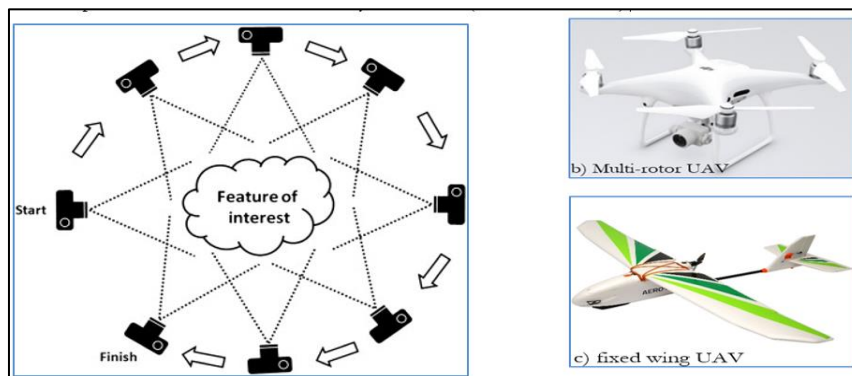 Start
Feature of
interest
Finish
b) Multi-rotor UAV
AERO
c) fixed wing UAV